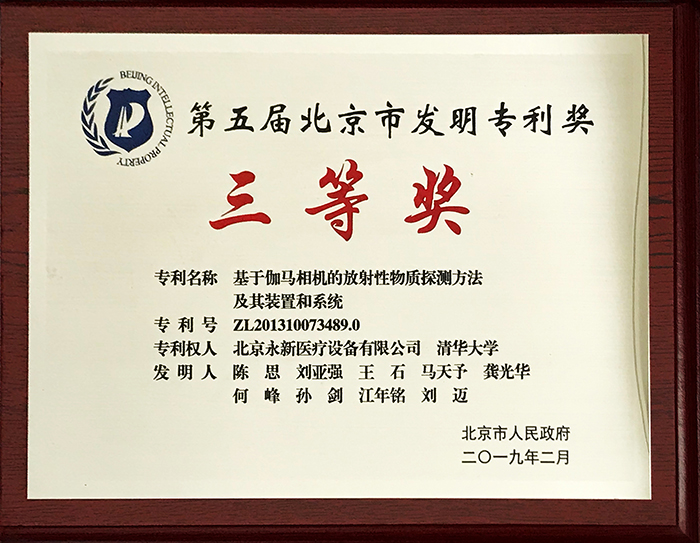 BEIJING INTELLECTUAL PROPERTY
第五届北京市发明专利奖
三等奖
专利名称 基于伽马相机的放射性物质探测方法
及其装置和系统
专利号 ZL201310073489.0
专利权人 北京永新医疗设备有限公司 清华大学
发明人 陈思 刘亚强 王石 马天予 龚光华
何峰 孙剑 江年铭 刘迈
北京市人民政府
二〇一九年二月